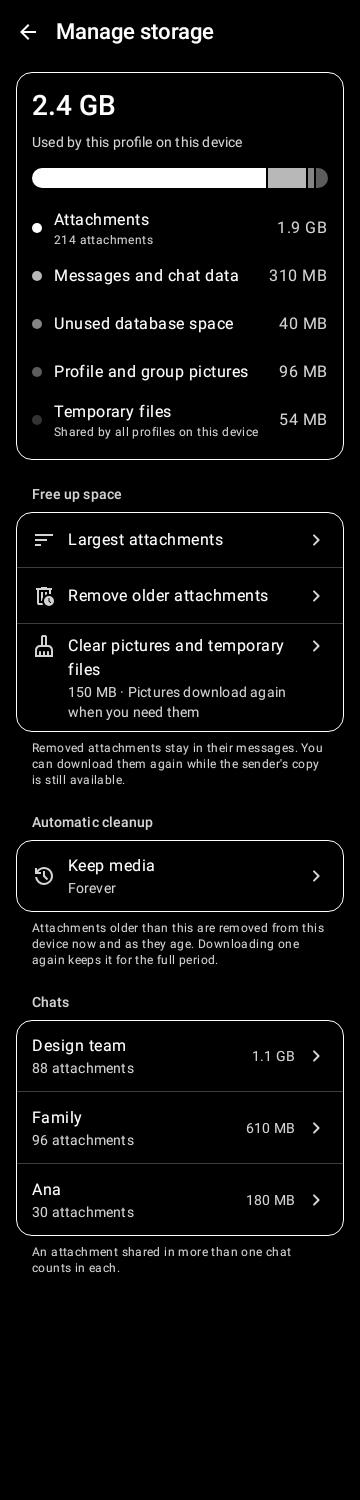 Manage storage
2.4 GB
Used by this profile on this device
Attachments
214 attachments
1.9 GB
Messages and chat data
310 MB
Unused database space
40 MB
Profile and group pictures
96 MB
Temporary files
Shared by all profiles on this device
54 MB
Free up space
Largest attachments
Remove older attachments
Clear pictures and temporary
files
150 MB · Pictures download again
when you need them
Removed attachments stay in their messages. You
can download them again while the sender's copy
is still available.
Automatic cleanup
Keep media
Forever
Attachments older than this are removed from this
device now and as they age. Downloading one
again keeps it for the full period.
Chats
Design team
88 attachments
1.1 GB
Family
96 attachments
610 MB
Ana
30 attachments
180 MB
An attachment shared in more than one chat
counts in each.